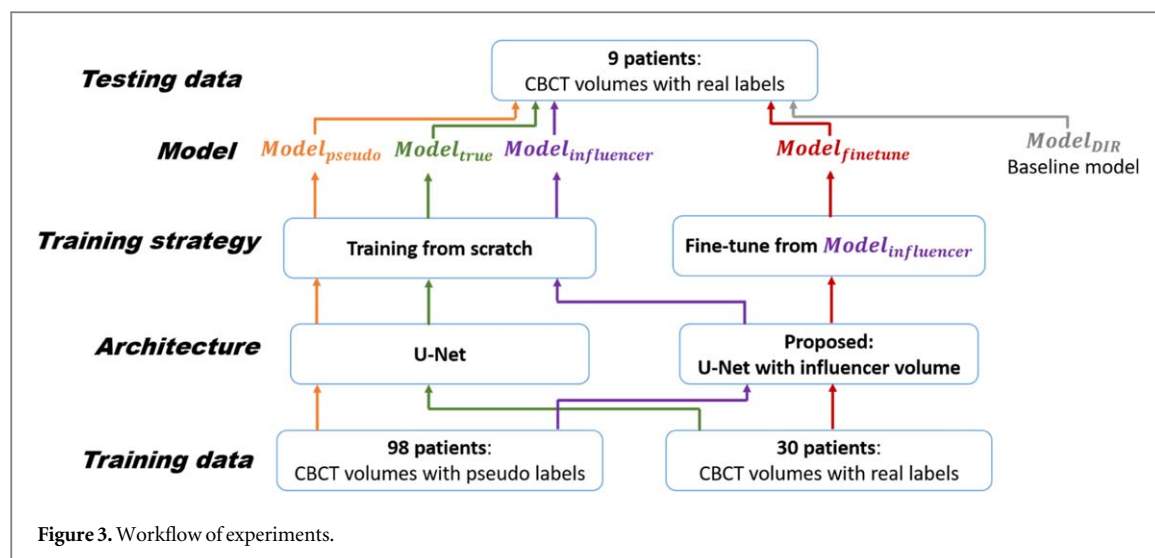 Testing data
9 patients:
CBCT volumes with real labels
Model
Model_pseudo
Model_true
Model_influencer
Model_finetune
Model_DIR
Baseline model
Training strategy
Training from scratch
Fine-tune from Model_influencer
Architecture
U-Net
Proposed:
U-Net with influencer volume
Training data
98 patients:
CBCT volumes with pseudo labels
30 patients:
CBCT volumes with real labels
Figure 3. Workflow of experiments.